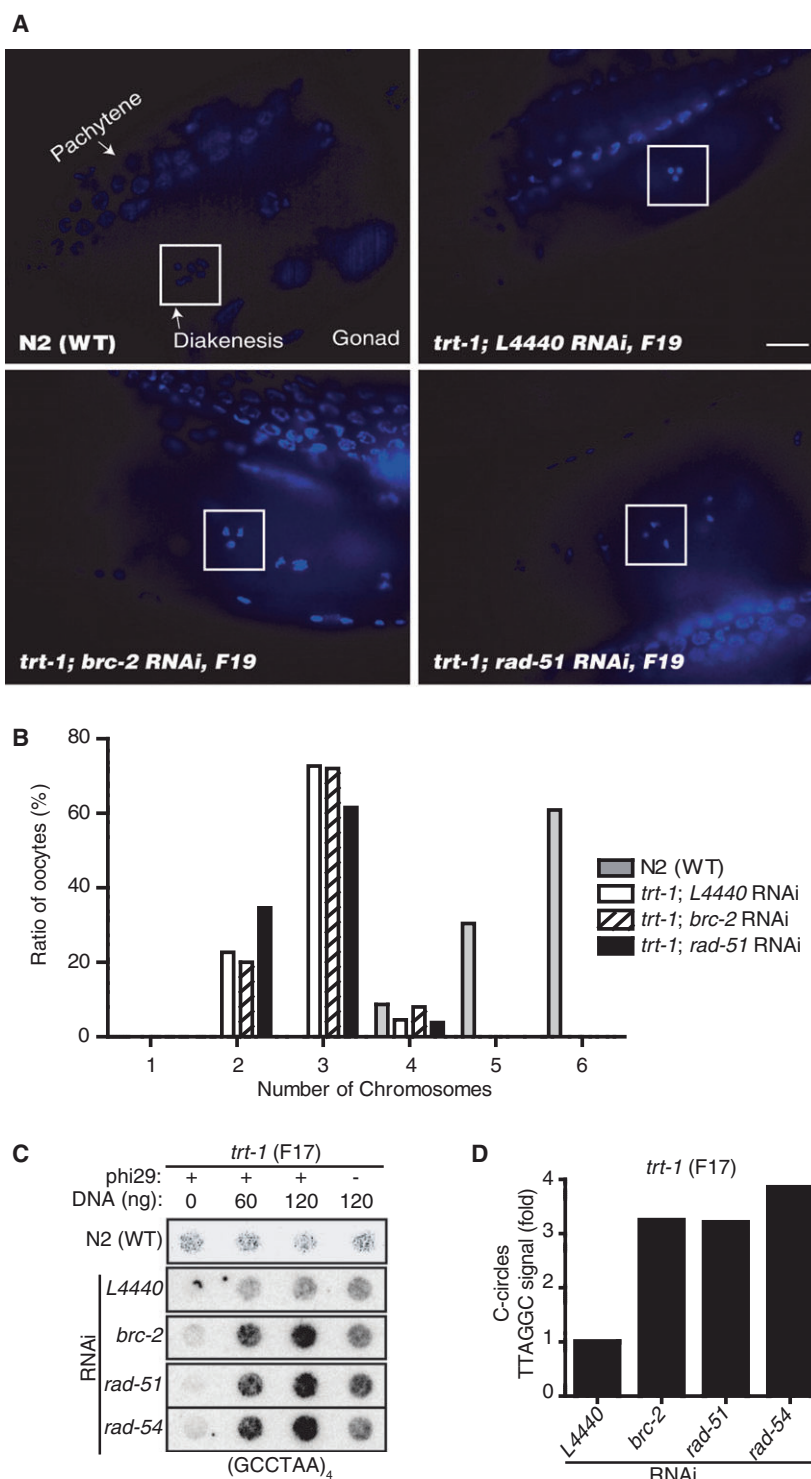 A
Pachytene
Diakenesis
Gonad
N2 (WT)
trt-1; L4440 RNAi, F19
trt-1; brc-2 RNAi, F19
trt-1; rad-51 RNAi, F19
B
80
60
40
20
0
Ratio of oocytes (%)
1 2 3 4 5 6
Number of Chromosomes
N2 (WT)
trt-1; L4440 RNAi
trt-1; brc-2 RNAi
trt-1; rad-51 RNAi
C
trt-1 (F17)
phi29: + + + -
DNA (ng): 0 60 120 120
N2 (WT)
RNAi
L4440
brc-2
rad-51
rad-54
(GCCTAA)4
D
trt-1 (F17)
C-circles
TTAGGC signal (fold)
4
3
2
1
0
L4440 brc-2 rad-51 rad-54
RNAi